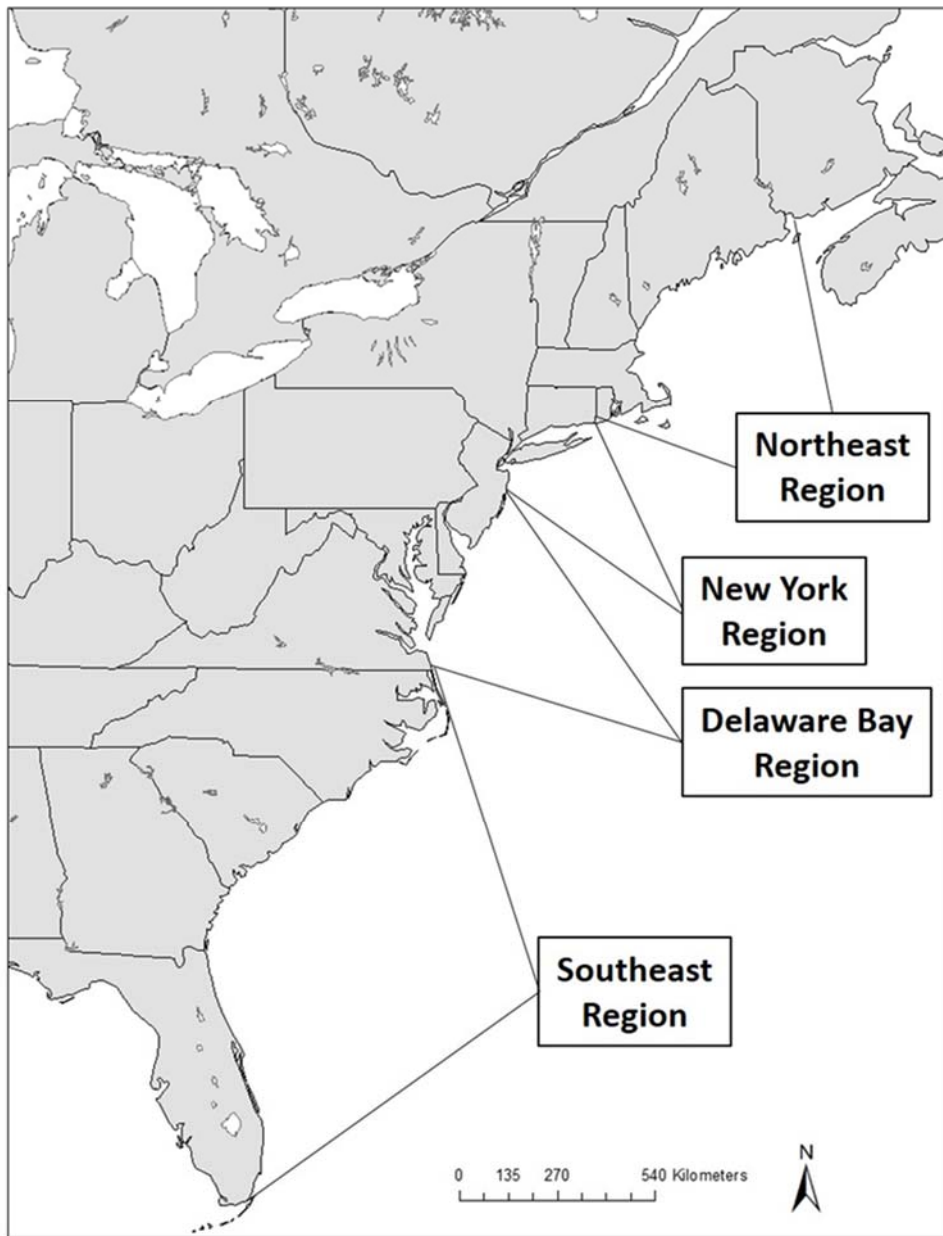 Northeast
Region
New York
Region
Delaware Bay
Region
Southeast
Region
N
0 135 270 540 Kilometers